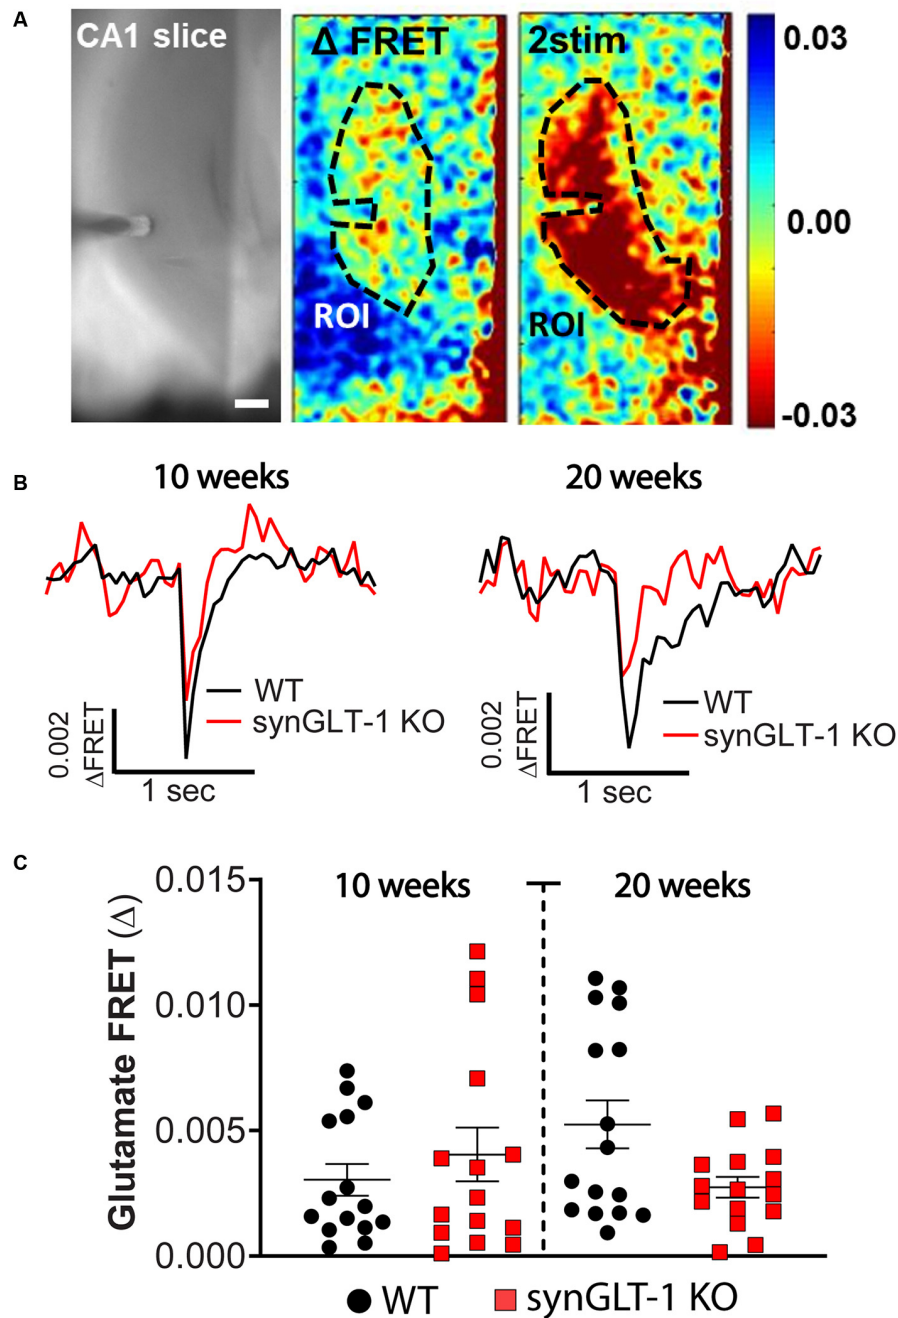 A
CA1 slice
Δ FRET
2stim
ROI
ROI
0.03
0.00
-0.03
B
10 weeks
20 weeks
WT
synGLT-1 KO
0.002
ΔFRET
1 sec
WT
synGLT-1 KO
0.002
ΔFRET
1 sec
C
10 weeks
20 weeks
Glutamate FRET (Δ)
0.015
0.010
0.005
0.000
WT
synGLT-1 KO